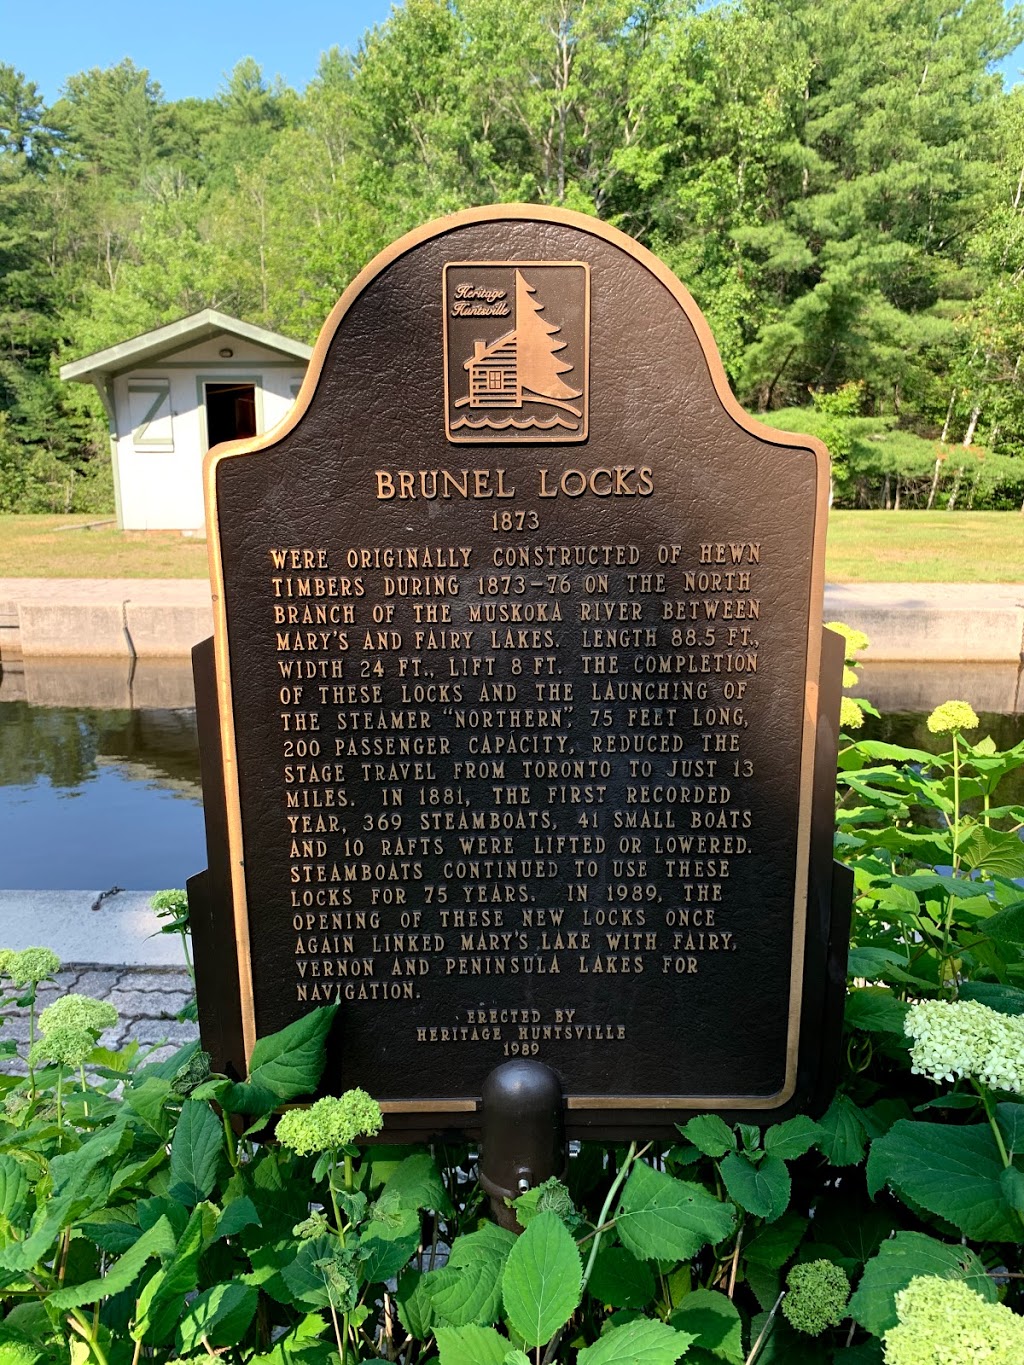 Heritage
Huntsville
BRUNEL LOCKS
1873
WERE ORIGINALLY CONSTRUCTED OF HEWN
TIMBERS DURING 1873-76 ON THE NORTH
BRANCH OF THE MUSKOKA RIVER BETWEEN
MARY'S AND FAIRY LAKES. LENGTH 88.5 FT.,
WIDTH 24 FT., LIFT 8 FT. THE COMPLETION
OF THESE LOCKS AND THE LAUNCHING OF
THE STEAMER "NORTHERN", 75 FEET LONG,
200 PASSENGER CAPACITY, REDUCED THE
STAGE TRAVEL FROM TORONTO TO JUST 13
MILES. IN 1881, THE FIRST RECORDED
YEAR, 369 STEAMBOATS, 41 SMALL BOATS
AND 10 RAFTS WERE LIFTED OR LOWERED.
STEAMBOATS CONTINUED TO USE THESE
LOCKS FOR 75 YEARS. IN 1989, THE
OPENING OF THESE NEW LOCKS ONCE
AGAIN LINKED MARY'S LAKE WITH FAIRY,
VERNON AND PENINSULA LAKES FOR
NAVIGATION.
ERECTED BY
HERITAGE HUNTSVILLE
1989